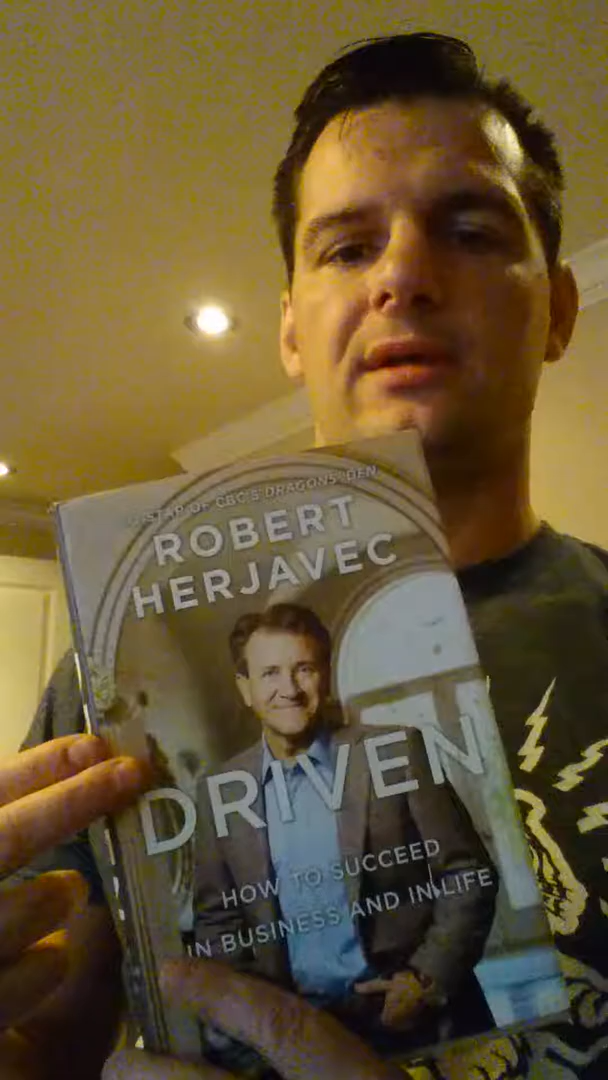 STAR OF CBC'S DRAGONS' DEN
ROBERT
HERJAVEC
DRIVEN
HOW TO SUCCEED
IN BUSINESS AND IN LIFE